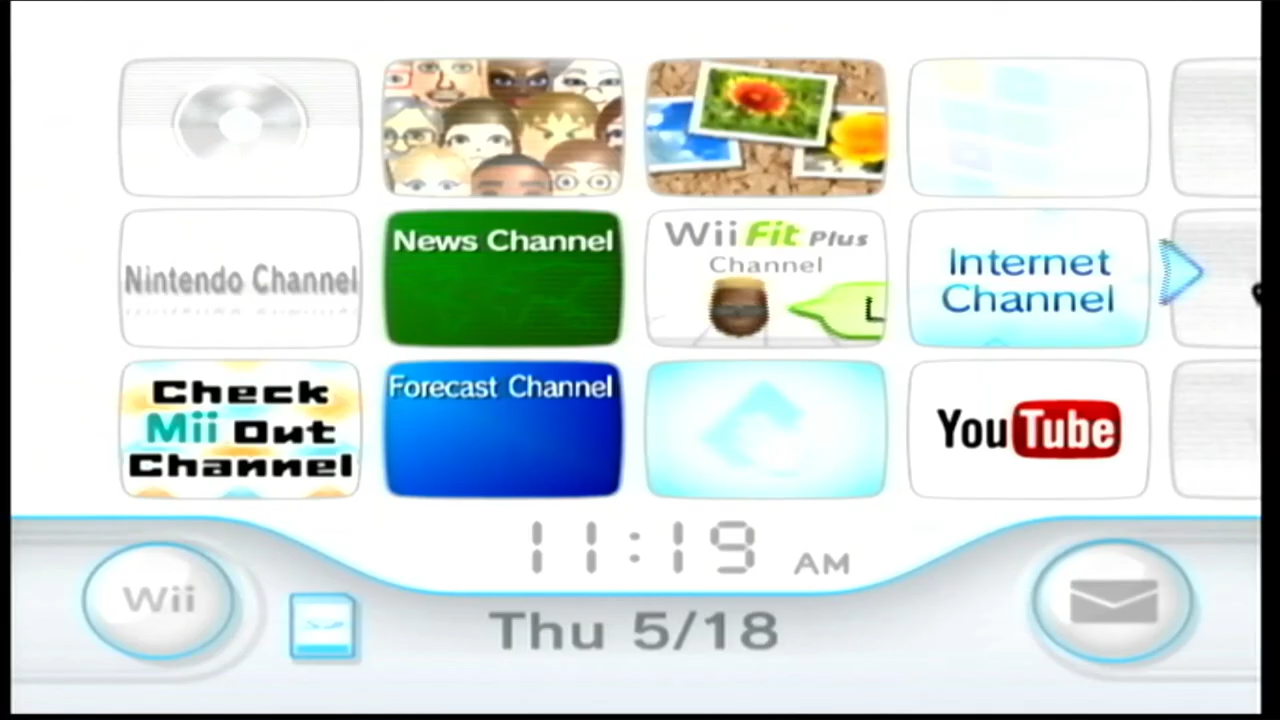 Nintendo Channel
News Channel
Wii Fit Plus
Channel
L
Internet
Channel
Check
Mii Out
Channel
Forecast Channel
YouTube
11:19 AM
Wii
Thu 5/18